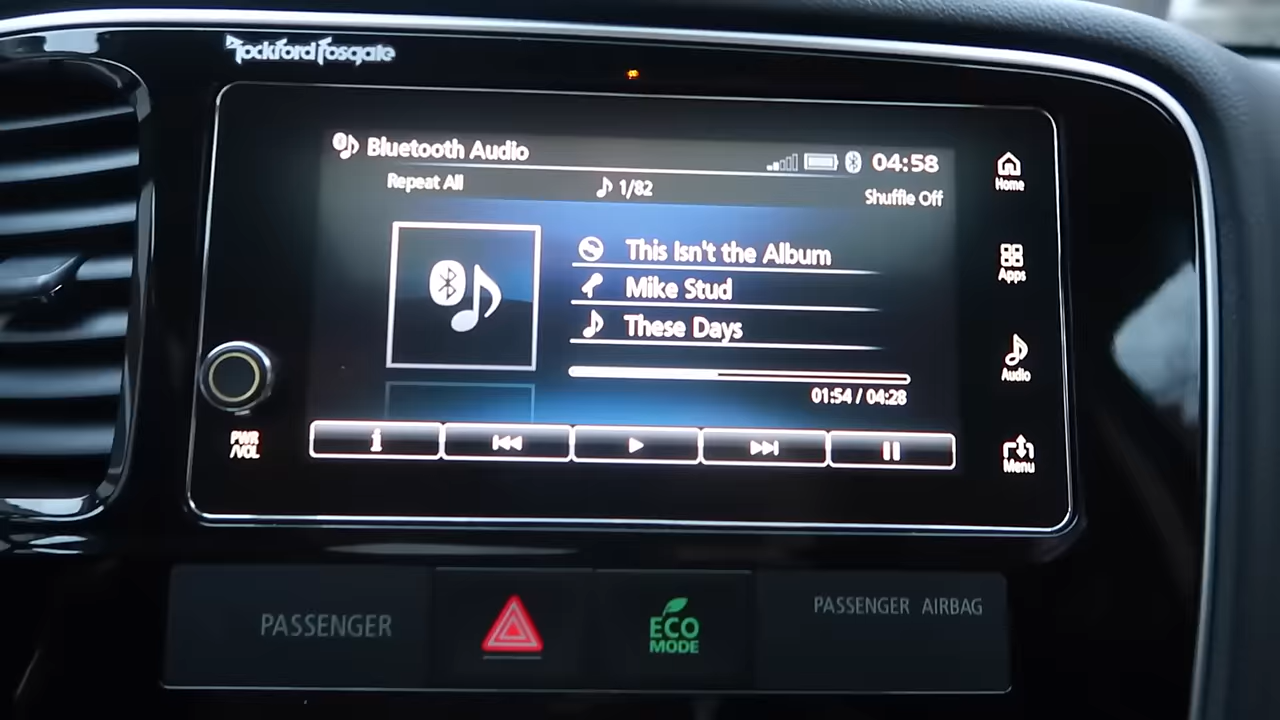 Rockford Fosgate
Bluetooth Audio
04:58
Repeat All
1/82
Shuffle Off
Home
This Isn't the Album
Mike Stud
These Days
01:54 / 04:28
Apps
Audio
Menu
PWR
/VOL
i
PASSENGER
ECO
MODE
PASSENGER AIRBAG